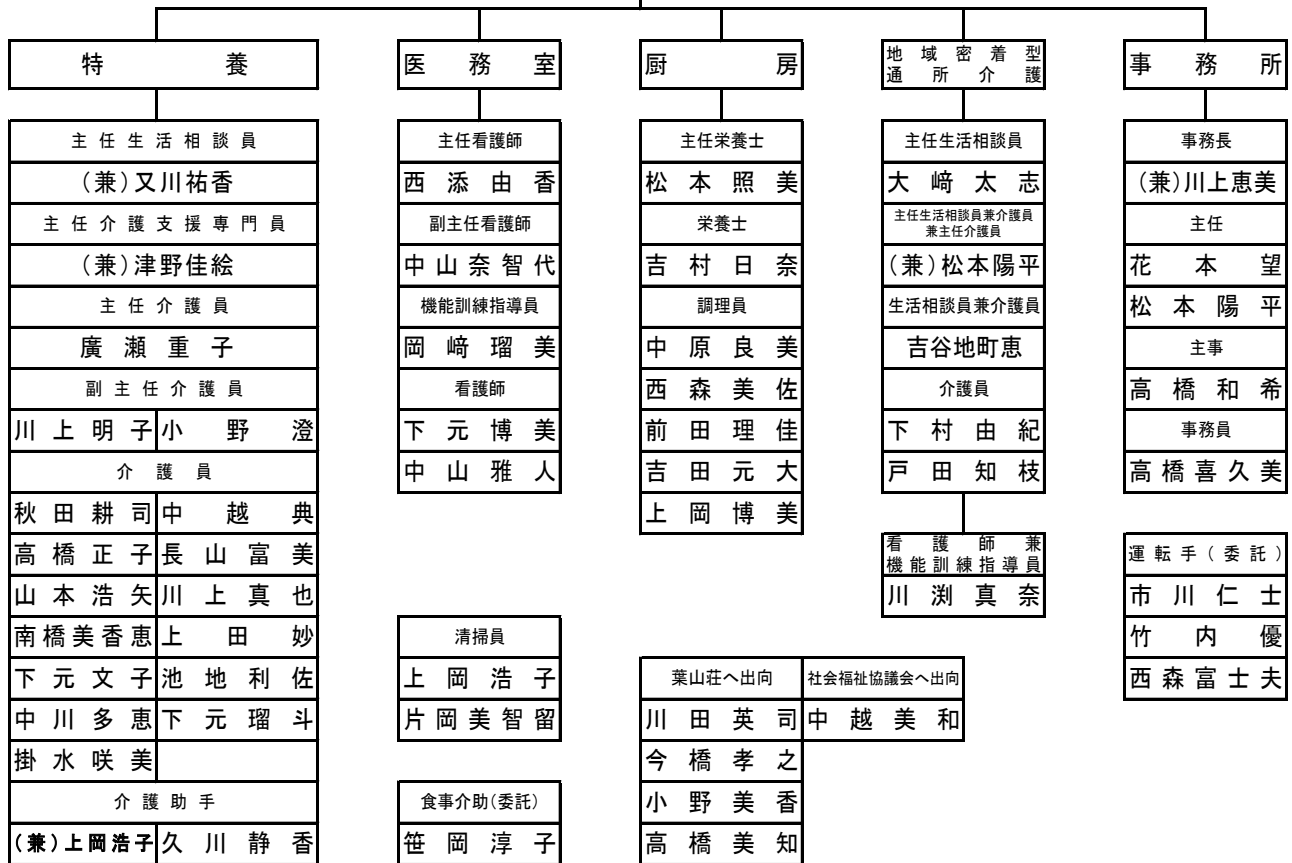 特養
主任生活相談員
(兼)又川祐香
主任介護支援専門員
(兼)津野佳絵
主任介護員
廣瀬重子
副主任介護員
川上明子 小野澄
介護員
秋田耕司 中越典
高橋正子 長山富美
山本浩矢 川上真也
南橋美香恵 上田妙
下元文子 池地利佐
中川多恵 下元瑠斗
掛水咲美
介護助手
(兼)上岡浩子 久川静香
医務室
主任看護師
西添由香
副主任看護師
中山奈智代
機能訓練指導員
岡﨑瑠美
看護師
下元博美
中山雅人
清掃員
上岡浩子
片岡美智留
食事介助(委託)
笹岡淳子
厨房
主任栄養士
松本照美
栄養士
吉村日奈
調理員
中原良美
西森美佐
前田理佳
吉田元大
上岡博美
葉山荘へ出向
川田英司
今橋孝之
小野美香
高橋美知
社会福祉協議会へ出向
中越美和
地域密着型
通所介護
主任生活相談員
大﨑太志
主任生活相談員兼介護員
兼主任介護員
(兼)松本陽平
生活相談員兼介護員
吉谷地町恵
介護員
下村由紀
戸田知枝
看護師兼
機能訓練指導員
川渕真奈
事務所
事務長
(兼)川上恵美
主任
花本望
松本陽平
主事
高橋和希
事務員
高橋喜久美
運転手(委託)
市川仁士
竹内優
西森富士夫